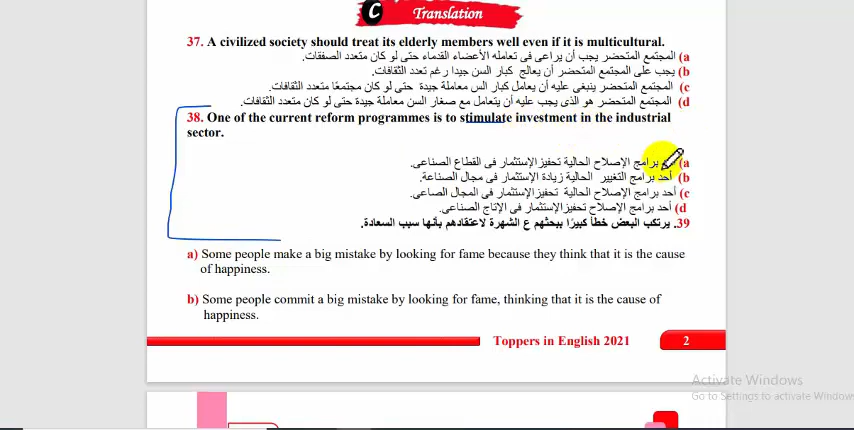 C Translation
37. A civilized society should treat its elderly members well even if it is multicultural.
a) المجتمع المتحضر يجب أن يراعى فى تعامله الأعضاء القدماء حتى لو كان متعدد الصفقات.
b) يجب على المجتمع المتحضر أن يعالج كبار السن جيدا رغم تعدد الثقافات.
c) المجتمع المتحضر ينبغى عليه أن يعامل كبار السن معاملة جيدة حتى لو كان مجتمعًا متعدد الثقافات.
d) المجتمع المتحضر هو الذى يجب عليه أن يتعامل مع صغار السن معاملة جيدة حتى لو كان متعدد الثقافات.
38. One of the current reform programmes is to stimulate investment in the industrial
sector.
a) برامج الإصلاح الحالية تحفيز الإستثمار فى القطاع الصناعى.
b) أحد برامج التغيير الحالية زيادة الإستثمار فى مجال الصناعة.
c) أحد برامج الإصلاح الحالية تحفيز الإستثمار فى المجال
d) أحد برامج الإصلاح تحفيز الإستثمار فى الصناعى.
39. يرتكب البعض خطأ كبيرًا ببحثهم ع الشهرة لاعتقادهم بأنها سبب السعادة.
a) Some people make a big mistake by looking for fame because they think that it is the cause
of happiness.
b) Some people commit a big mistake by looking for fame, thinking that it is the cause of
happiness.
Toppers in English 2021 2
Activate Windows
Go to Settings to activate Windows